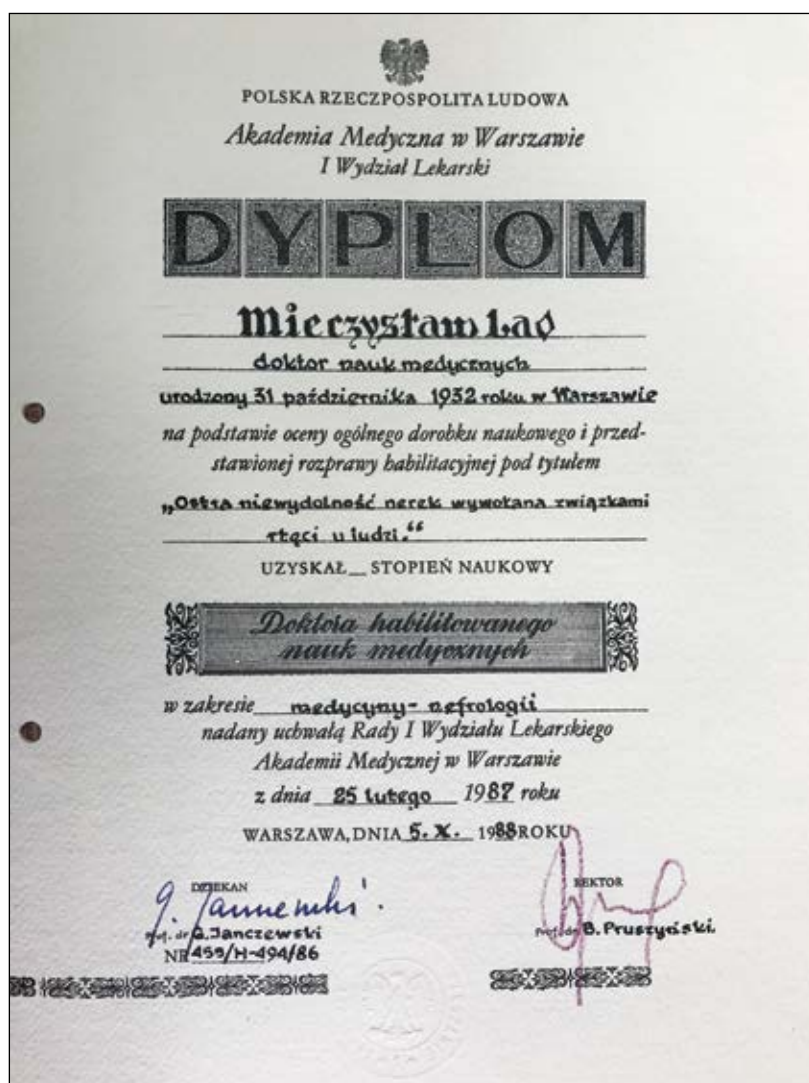 POLSKA RZECZPOSPOLITA LUDOWA
Akademia Medyczna w Warszawie
I Wydział Lekarski
DYPLOM
Mieczysław Lao
doktor nauk medycznych
urodzony 31 października 1932 roku w Warszawie
na podstawie oceny ogólnego dorobku naukowego i przed-
stawionej rozprawy habilitacyjnej pod tytułem
„Ostra niewydolność nerek wywołana związkami
rtęci u ludzi.“
UZYSKAŁ__ STOPIEŃ NAUKOWY
Doktora habilitowanego
nauk medycznych
w zakresie medycyny - nefrologii
nadany uchwałą Rady I Wydziału Lekarskiego
Akademii Medycznej w Warszawie
z dnia 25 lutego 1987 roku
WARSZAWA, DNIA 5. X. 1988 ROKU
DZIEKAN
Prof. dr G. Janczewski
NR 459/H-494/86
REKTOR
Prof. dr B. Pruszyński.